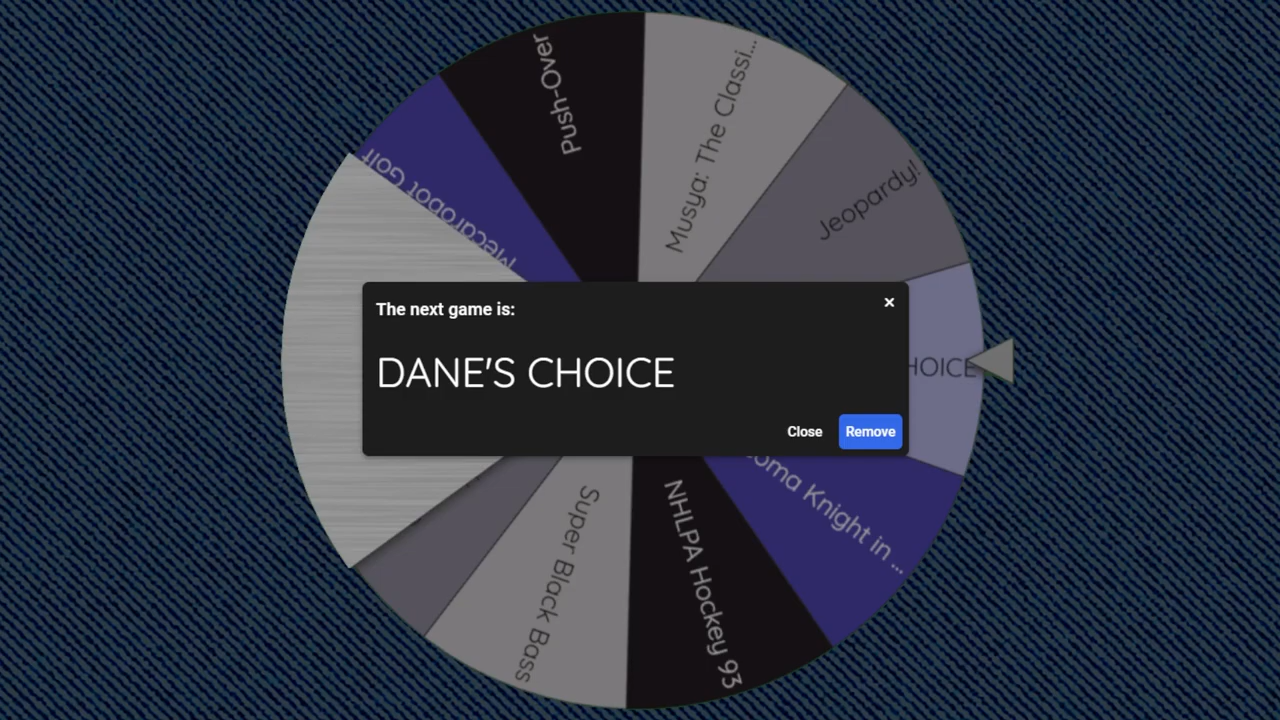 Push-Over
Musya: The Classi...
Jeopardy!
Mecarobot Golf
The next game is:
×
DANE'S CHOICE
HOICE
Close
Remove
oma Knight in ...
NHLPA Hockey 93
Super Black Bass